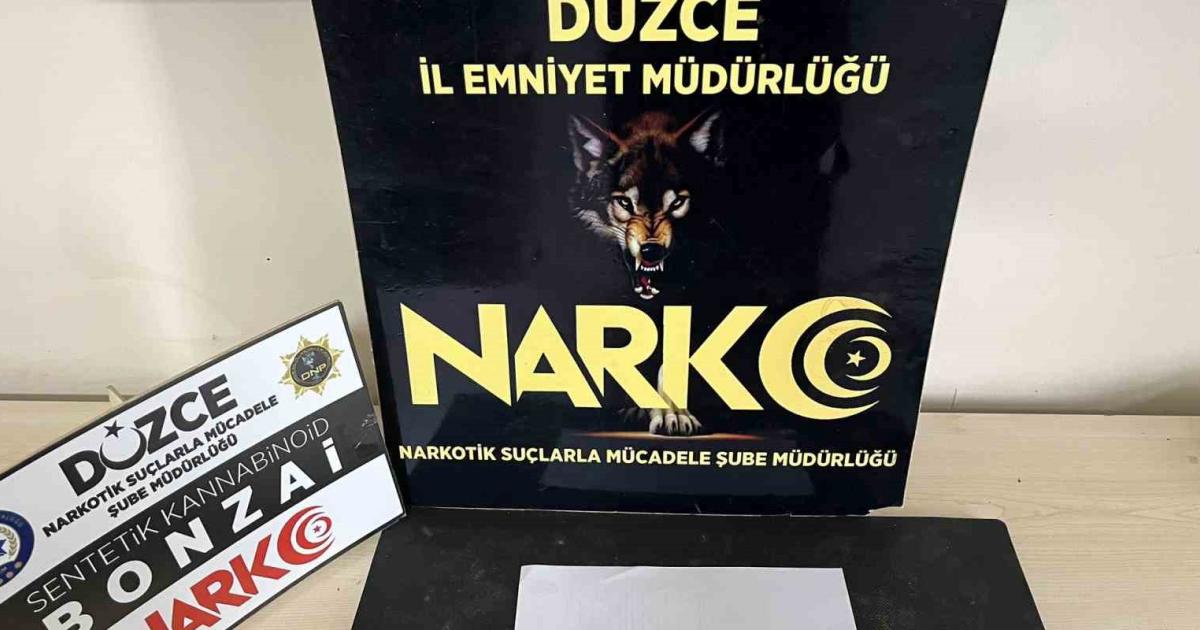 DÜZCE
İL EMNİYET MÜDÜRLÜĞÜ
NARKO
NARKOTİK SUÇLARLA MÜCADELE ŞUBE MÜDÜRLÜĞÜ
DÜZCE
NARKOTİK SUÇLARLA MÜCADELE
ŞUBE MÜDÜRLÜĞÜ
SENTETİK KANNABİNOİD
BONZAİ
NARKO